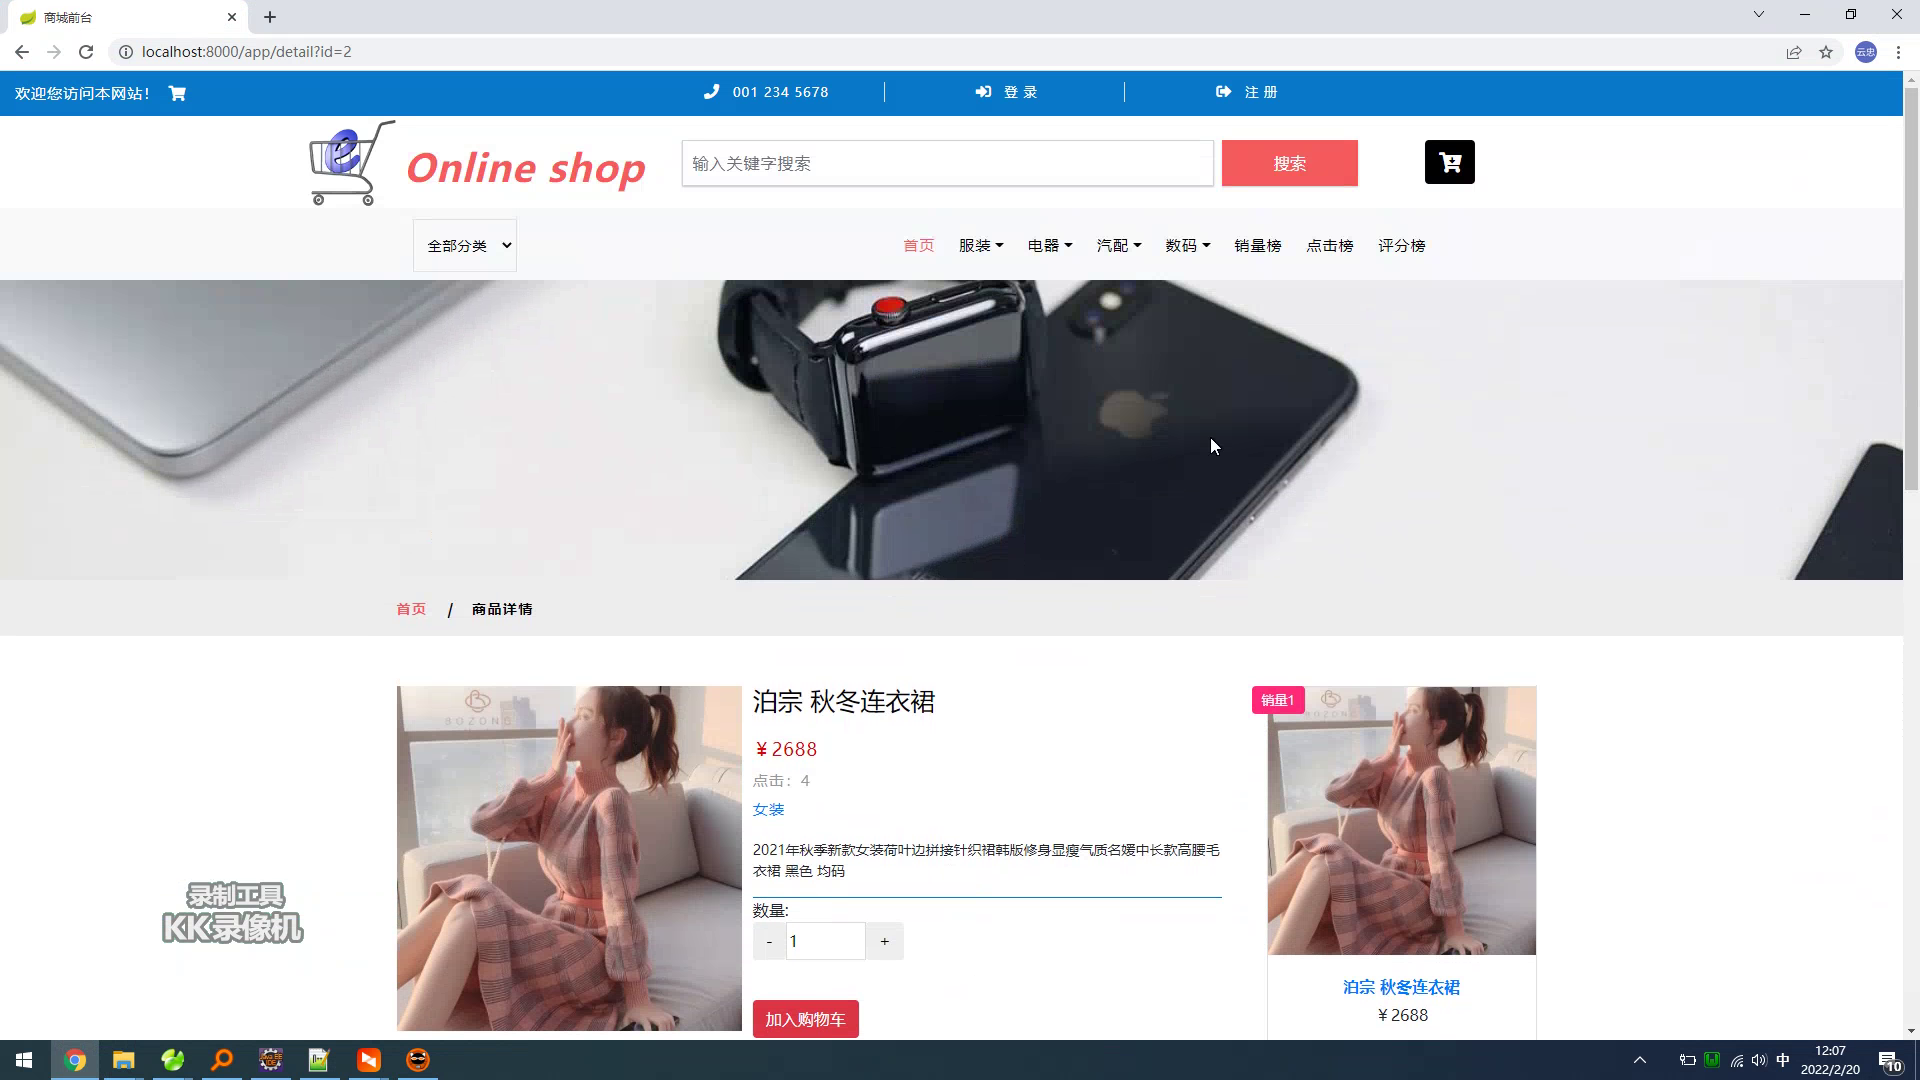 商城前台
localhost:8000/app/detail?id=2
云忠
欢迎您访问本网站！
001 234 5678
登 录
注 册
e
Online shop
输入关键字搜索
搜索
全部分类
首页
服装
电器
汽配
数码
销量榜
点击榜
评分榜
首页 / 商品详情
BOZONG
泊宗 秋冬连衣裙
￥2688
点击：4
女装
2021年秋季新款女装荷叶边拼接针织裙韩版修身显瘦气质名媛中长款高腰毛
衣裙 黑色 均码
数量:
- 1 +
加入购物车
销量1
泊宗 秋冬连衣裙
￥2688
录制工具
KK录像机
中
12:07
2022/2/20
10